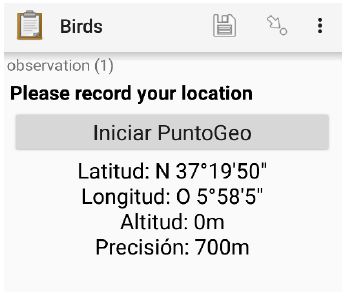 Birds
observation (1)
Please record your location
Iniciar PuntoGeo
Latitud: N 37°19'50"
Longitud: O 5°58'5"
Altitud: 0m
Precisión: 700m